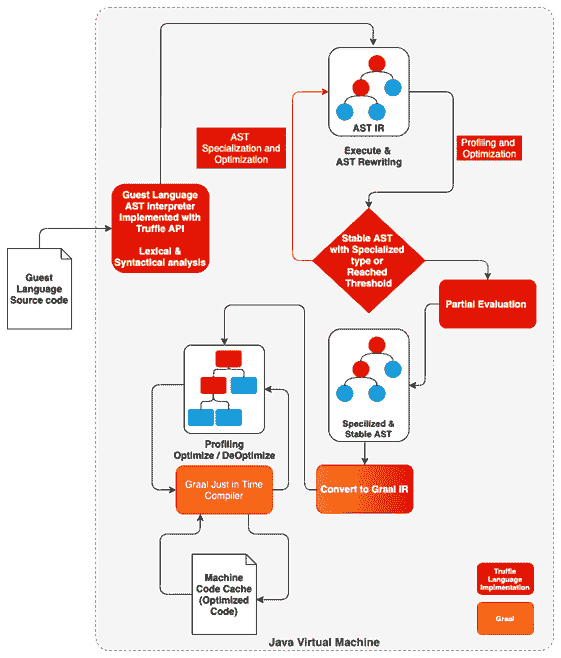 AST IR
Execute &
AST Rewriting
AST
Specialization and
Optimization
Profiling and
Optimization
Guest Language
AST Interpreter
Implemented with
Truffle API
Lexical &
Syntactical analysis
Guest
Language
Source code
Stable AST
with Specialized
type or
Reached
Threshold
Partial Evaluation
Specilized &
Stable AST
Profiling
Optimize / DeOptimize
Graal Just in Time
Compiler
Convert to Graal IR
Machine
Code Cache
(Optimized
Code)
Truffle
Language
Implmentation
Graal
Java Virtual Machine